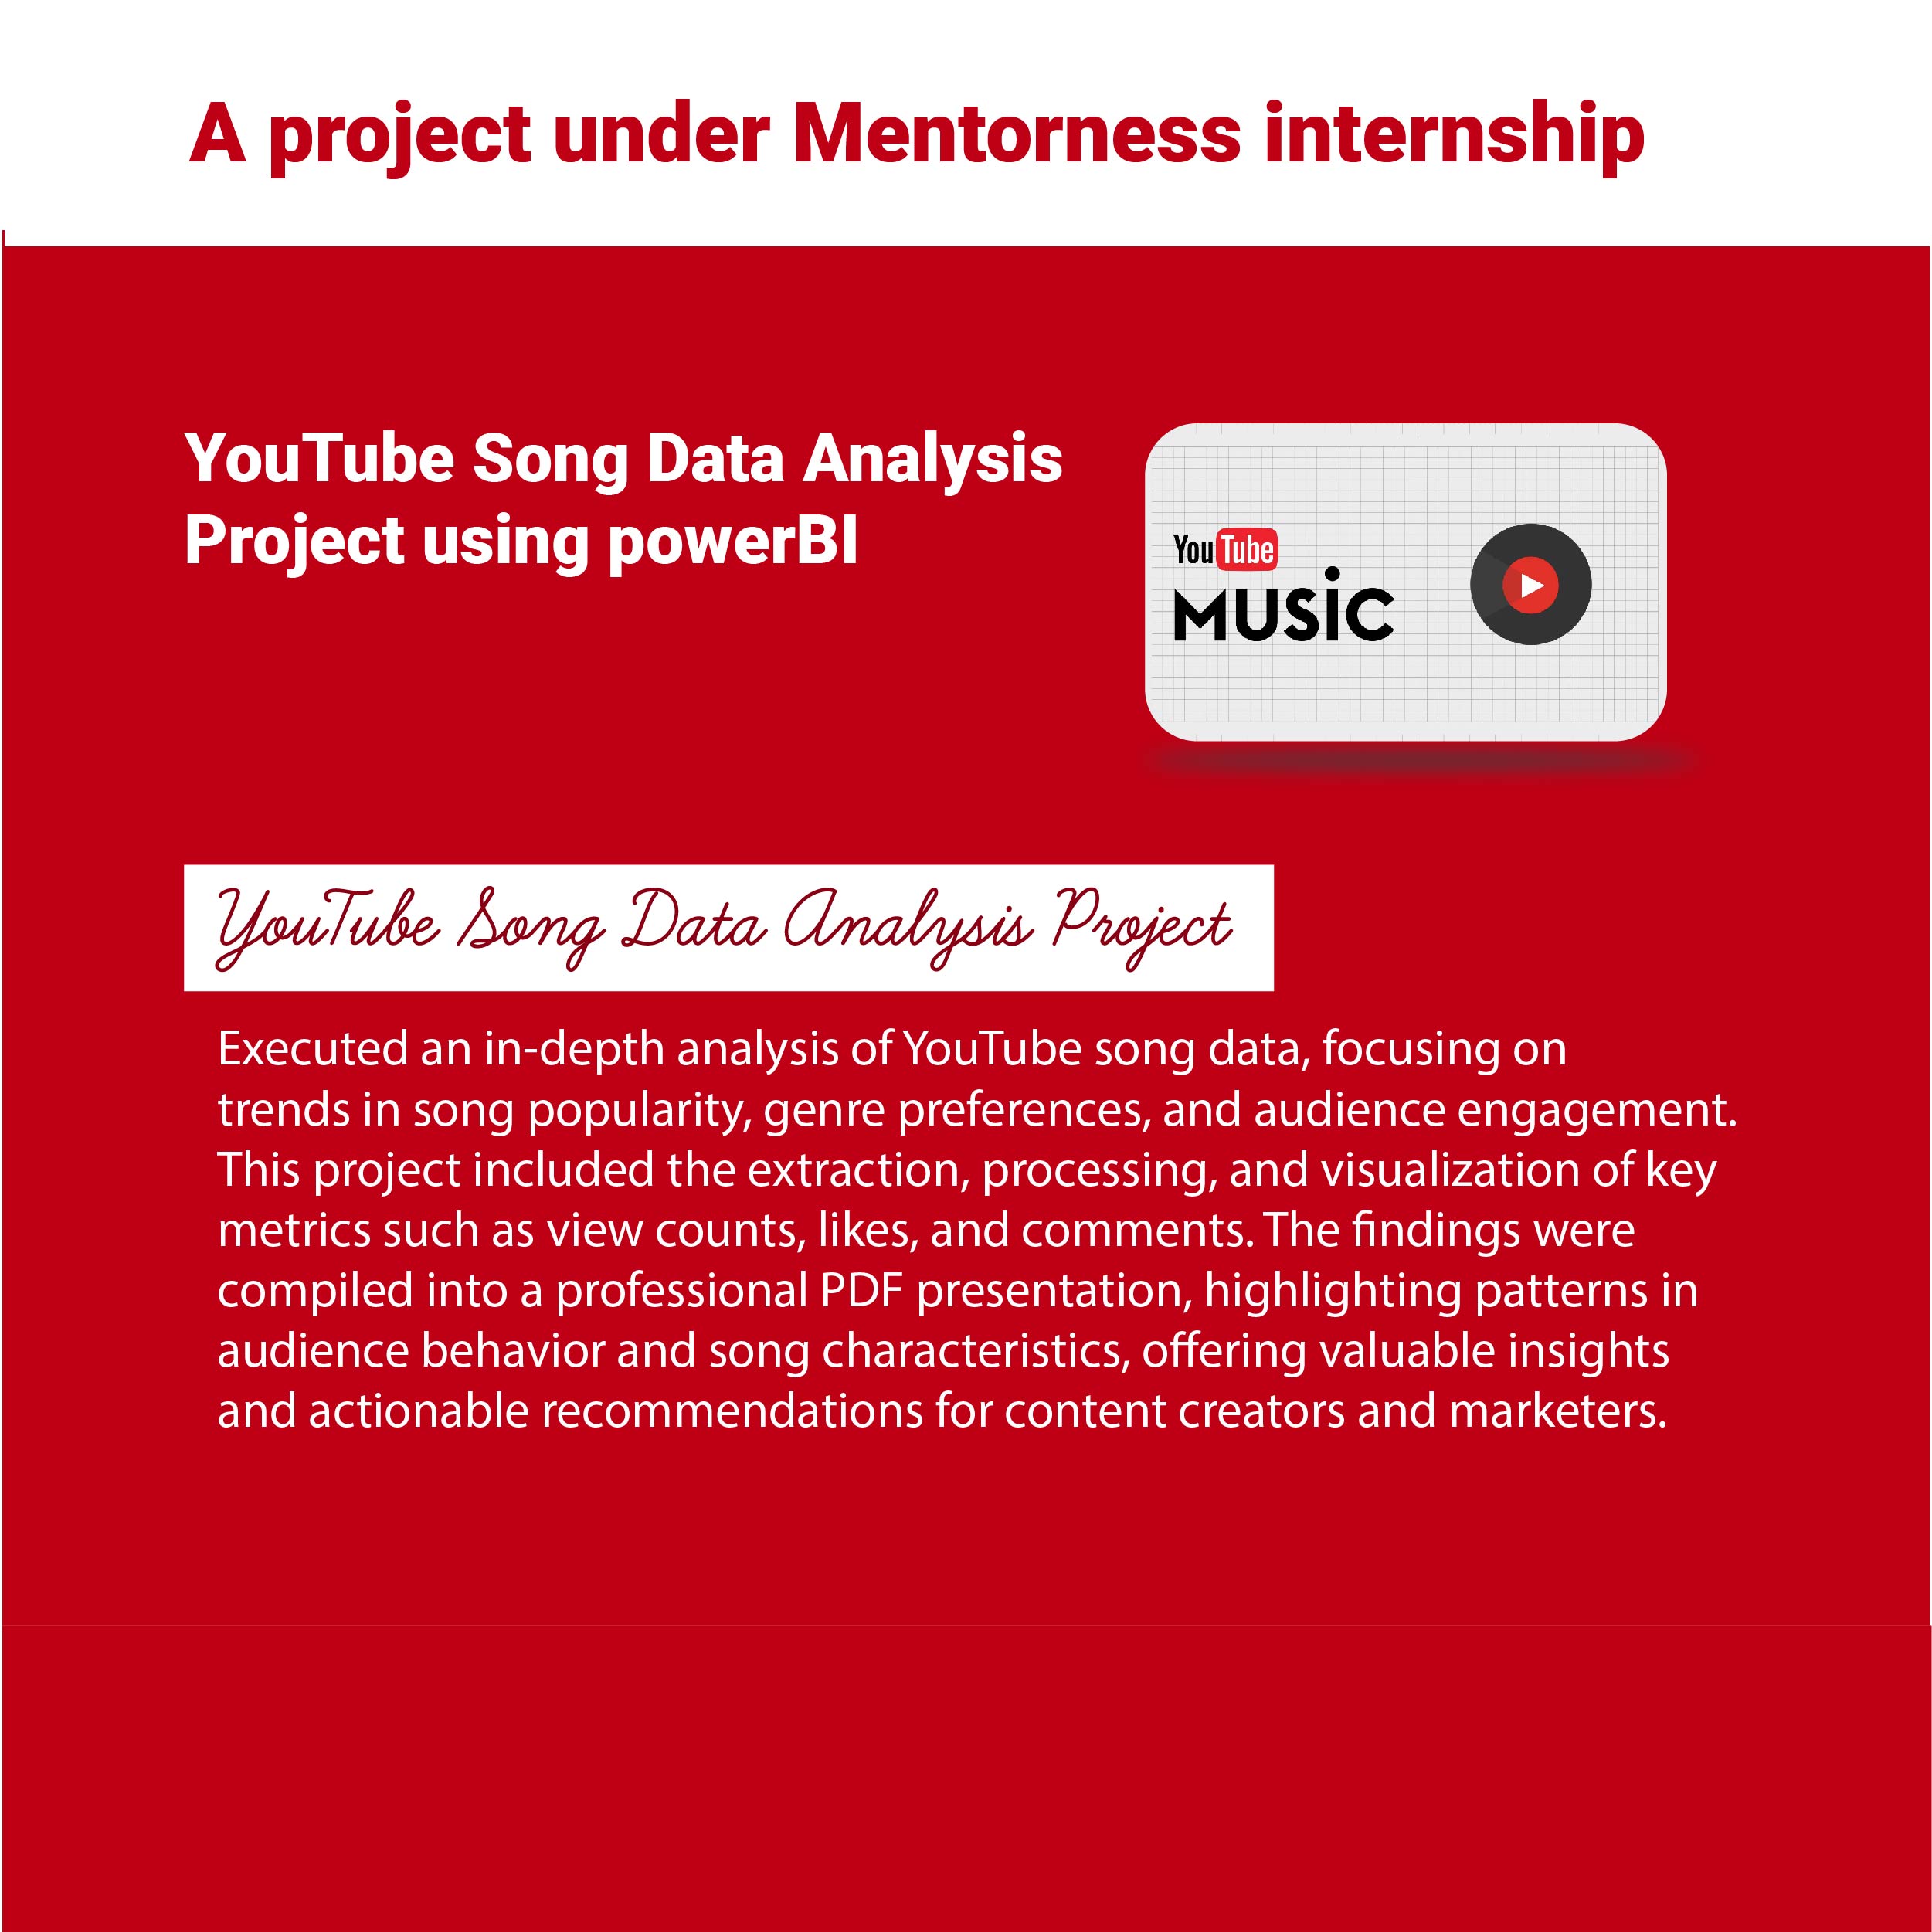 A project under Mentorness internship
YouTube Song Data Analysis
Project using powerBI
YouTube
MUSiC
YouTube Song Data Analysis Project
Executed an in-depth analysis of YouTube song data, focusing on
trends in song popularity, genre preferences, and audience engagement.
This project included the extraction, processing, and visualization of key
metrics such as view counts, likes, and comments. The findings were
compiled into a professional PDF presentation, highlighting patterns in
audience behavior and song characteristics, offering valuable insights
and actionable recommendations for content creators and marketers.